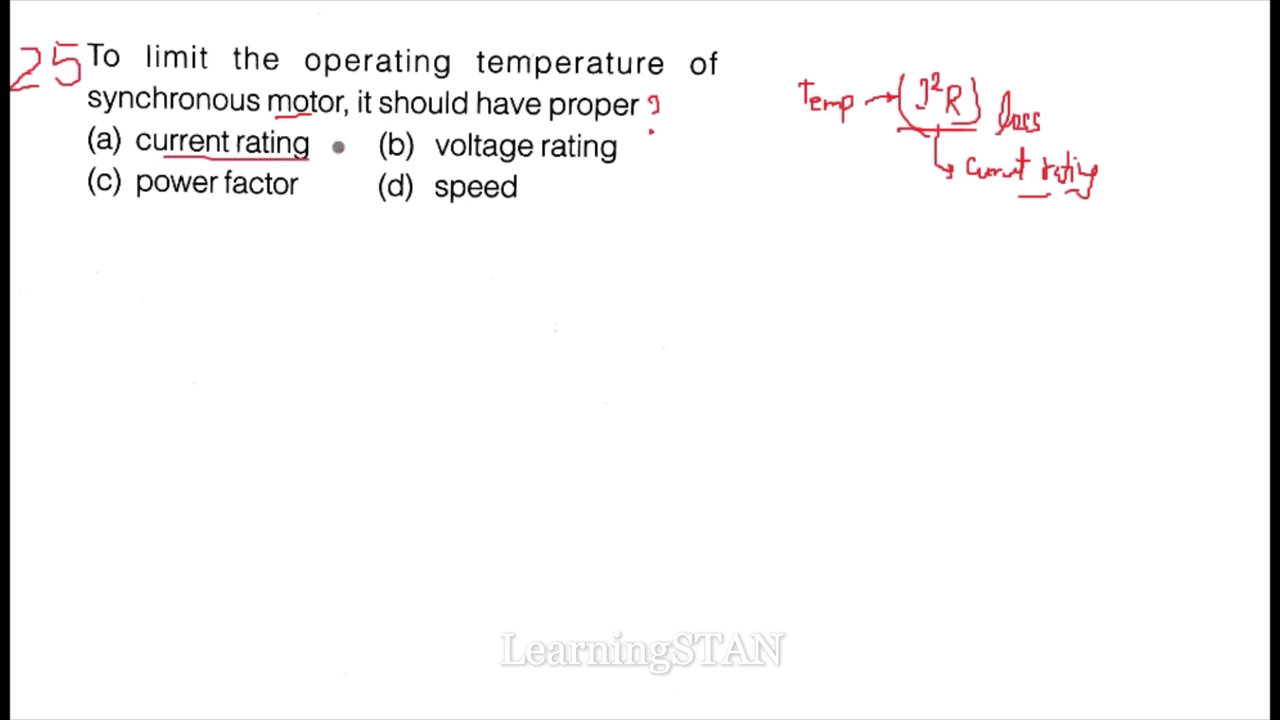 25 To limit the operating temperature of
synchronous motor, it should have proper ?
(a) current rating (b) voltage rating
(c) power factor (d) speed
Temp → (I²R) loss
↳ current rating
LearningSTAN